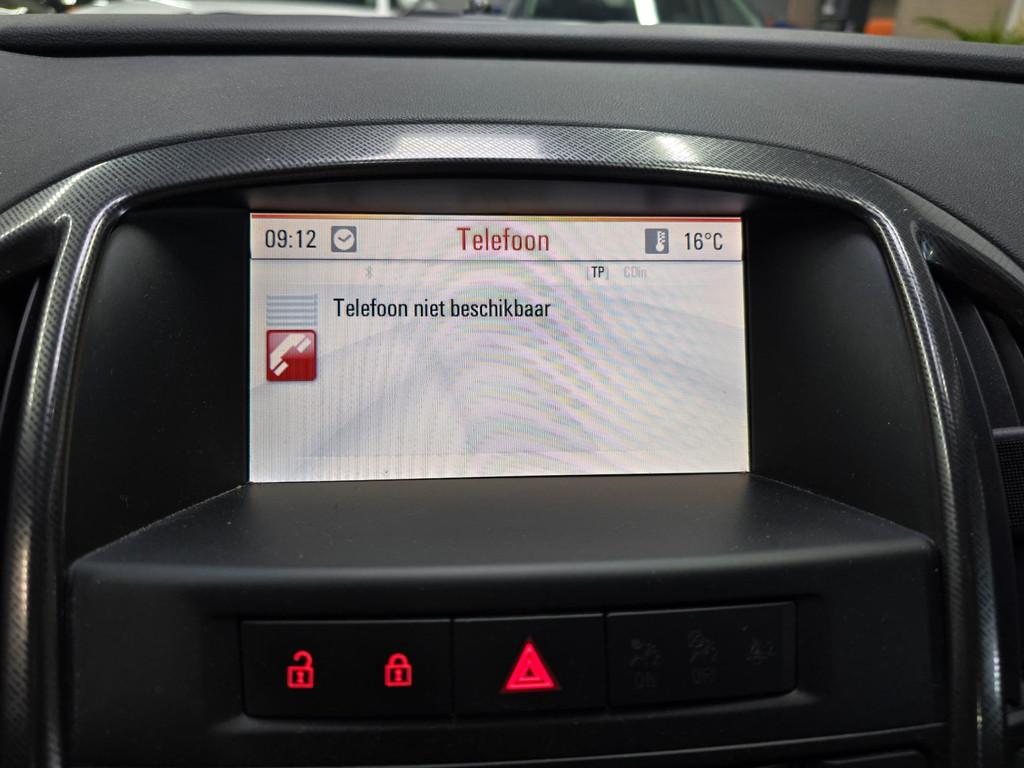 09:12 Telefoon 16°C
[TP] CDin
Telefoon niet beschikbaar